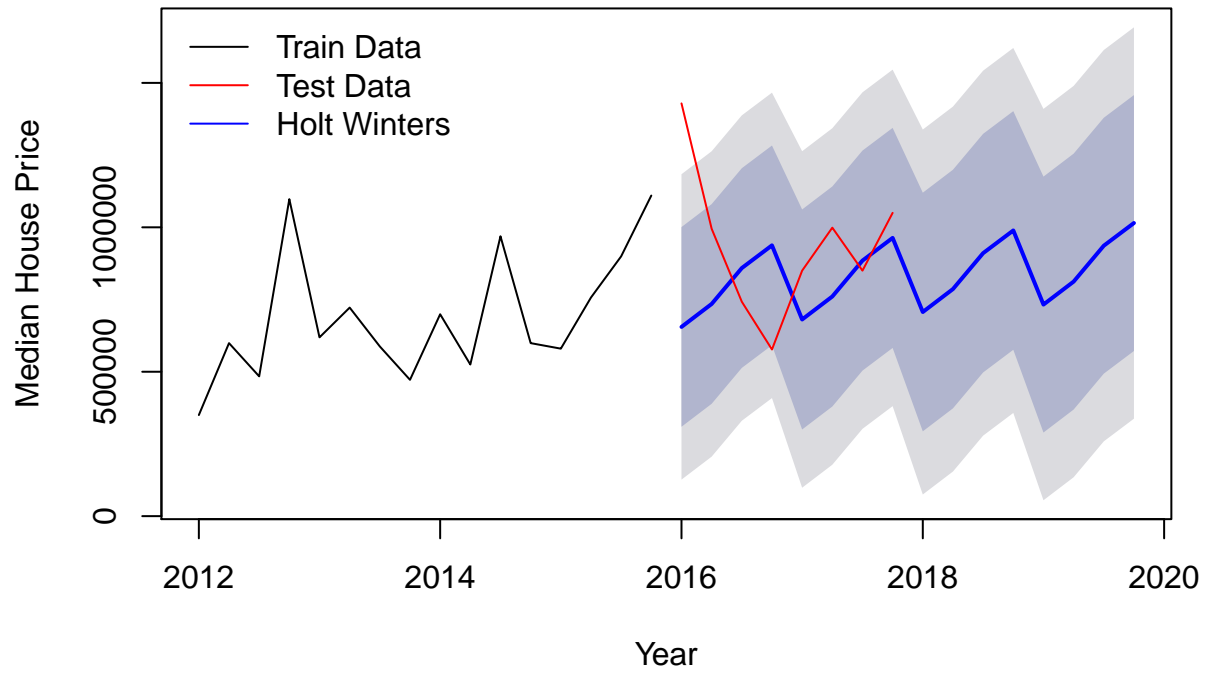 Train Data
Test Data
Holt Winters
Median House Price
0
500000
1000000
2012
2014
2016
2018
2020
Year